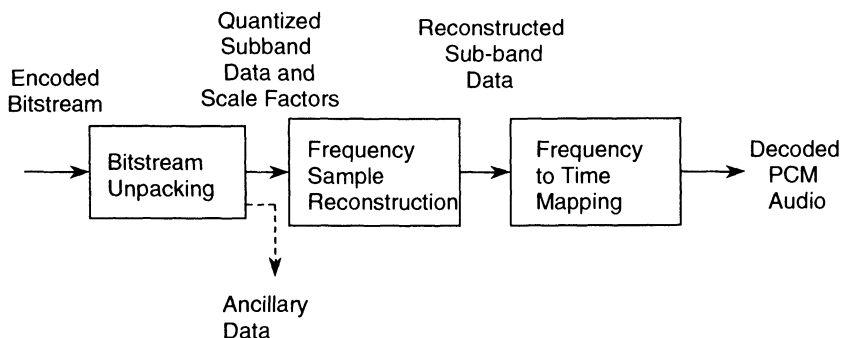 Encoded
Bitstream
Quantized
Subband
Data and
Scale Factors
Reconstructed
Sub-band
Data
Bitstream
Unpacking
Frequency
Sample
Reconstruction
Frequency
to Time
Mapping
Decoded
PCM
Audio
Ancillary
Data